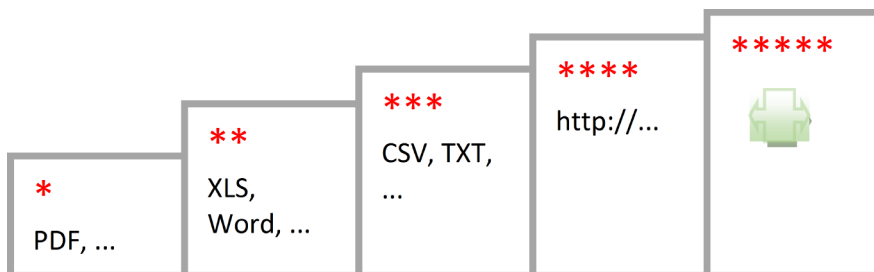 *
PDF, ...
**
XLS,
Word, ...
***
CSV, TXT,
...
****
http://...
*****